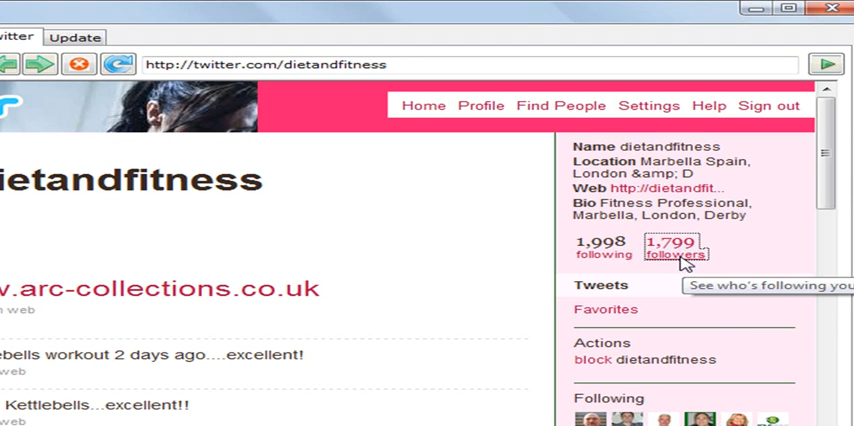 witter Update
http://twitter.com/dietandfitness
Home Profile Find People Settings Help Sign out
ietandfitness
Name dietandfitness
Location Marbella Spain,
London &amp; D
Web http://dietandfit...
Bio Fitness Professional,
Marbella, London, Derby
1,998 1,799
following followers
See who's following you
Tweets
Favorites
Actions
block dietandfitness
Following
v.arc-collections.co.uk
n web
ebells workout 2 days ago....excellent!
web
Kettlebells...excellent!!
web